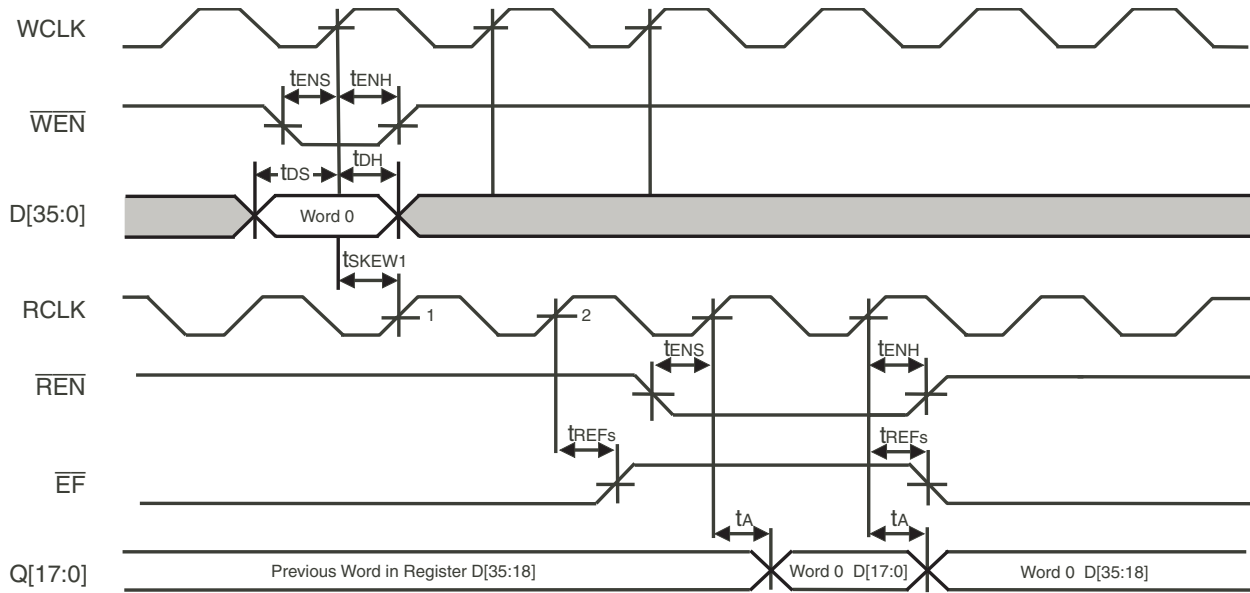 WCLK
tENS tENH
WEN
tDS tDH
D[35:0] Word 0
tSKEW1
RCLK 1 2
tENS tENH
REN
tREFs tREFs
EF
tA tA
Q[17:0] Previous Word in Register D[35:18] Word 0 D[17:0] Word 0 D[35:18]